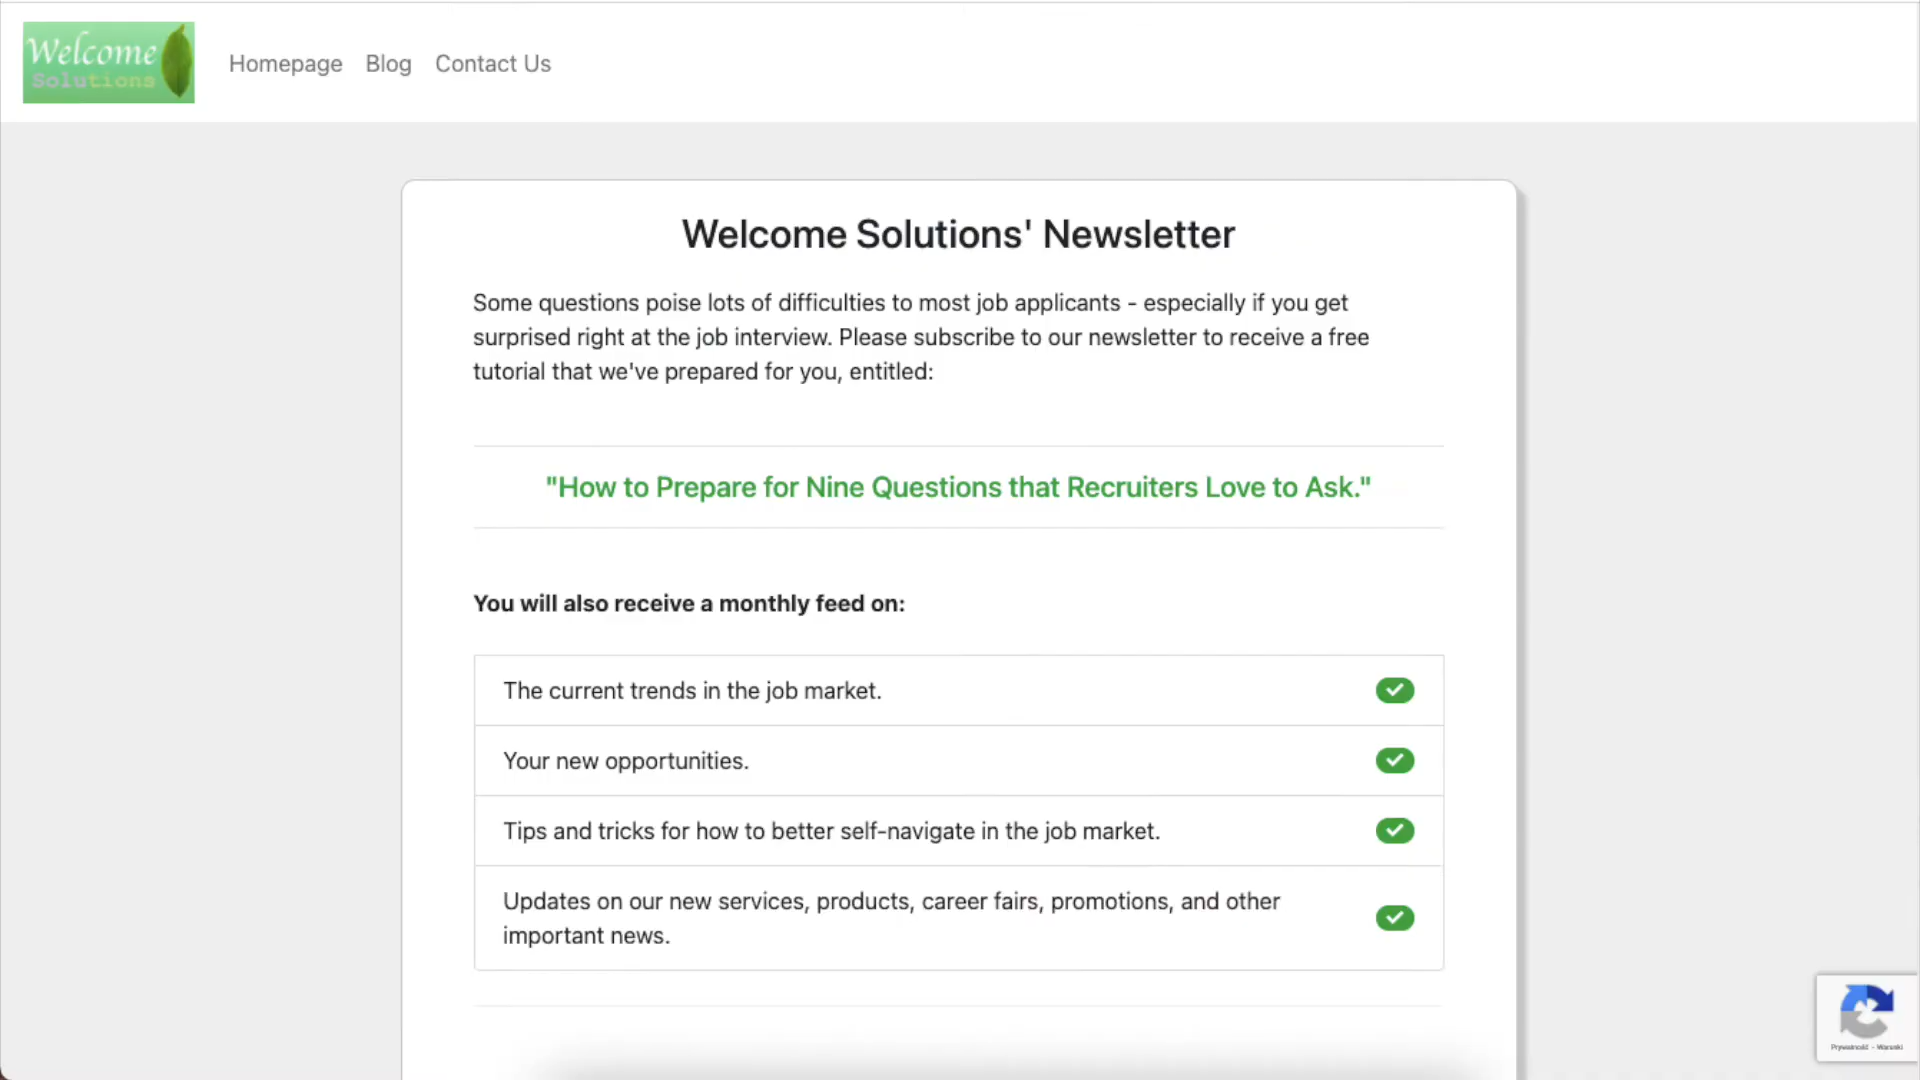 Welcome
Solutions
Homepage Blog Contact Us
Welcome Solutions' Newsletter
Some questions poise lots of difficulties to most job applicants - especially if you get
surprised right at the job interview. Please subscribe to our newsletter to receive a free
tutorial that we've prepared for you, entitled:
"How to Prepare for Nine Questions that Recruiters Love to Ask."
You will also receive a monthly feed on:
The current trends in the job market.
Your new opportunities.
Tips and tricks for how to better self-navigate in the job market.
Updates on our new services, products, career fairs, promotions, and other
important news.
Prywatność - Warunki